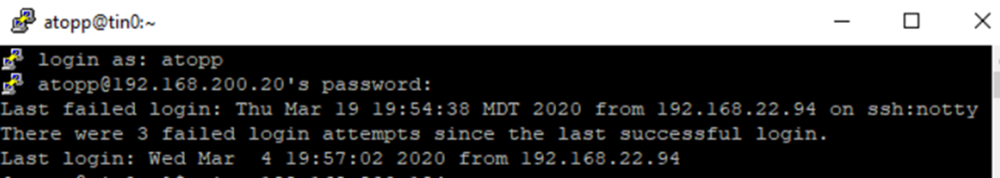 atopp@tin0:~
login as: atopp
atopp@192.168.200.20's password:
Last failed login: Thu Mar 19 19:54:38 MDT 2020 from 192.168.22.94 on ssh:notty
There were 3 failed login attempts since the last successful login.
Last login: Wed Mar  4 19:57:02 2020 from 192.168.22.94